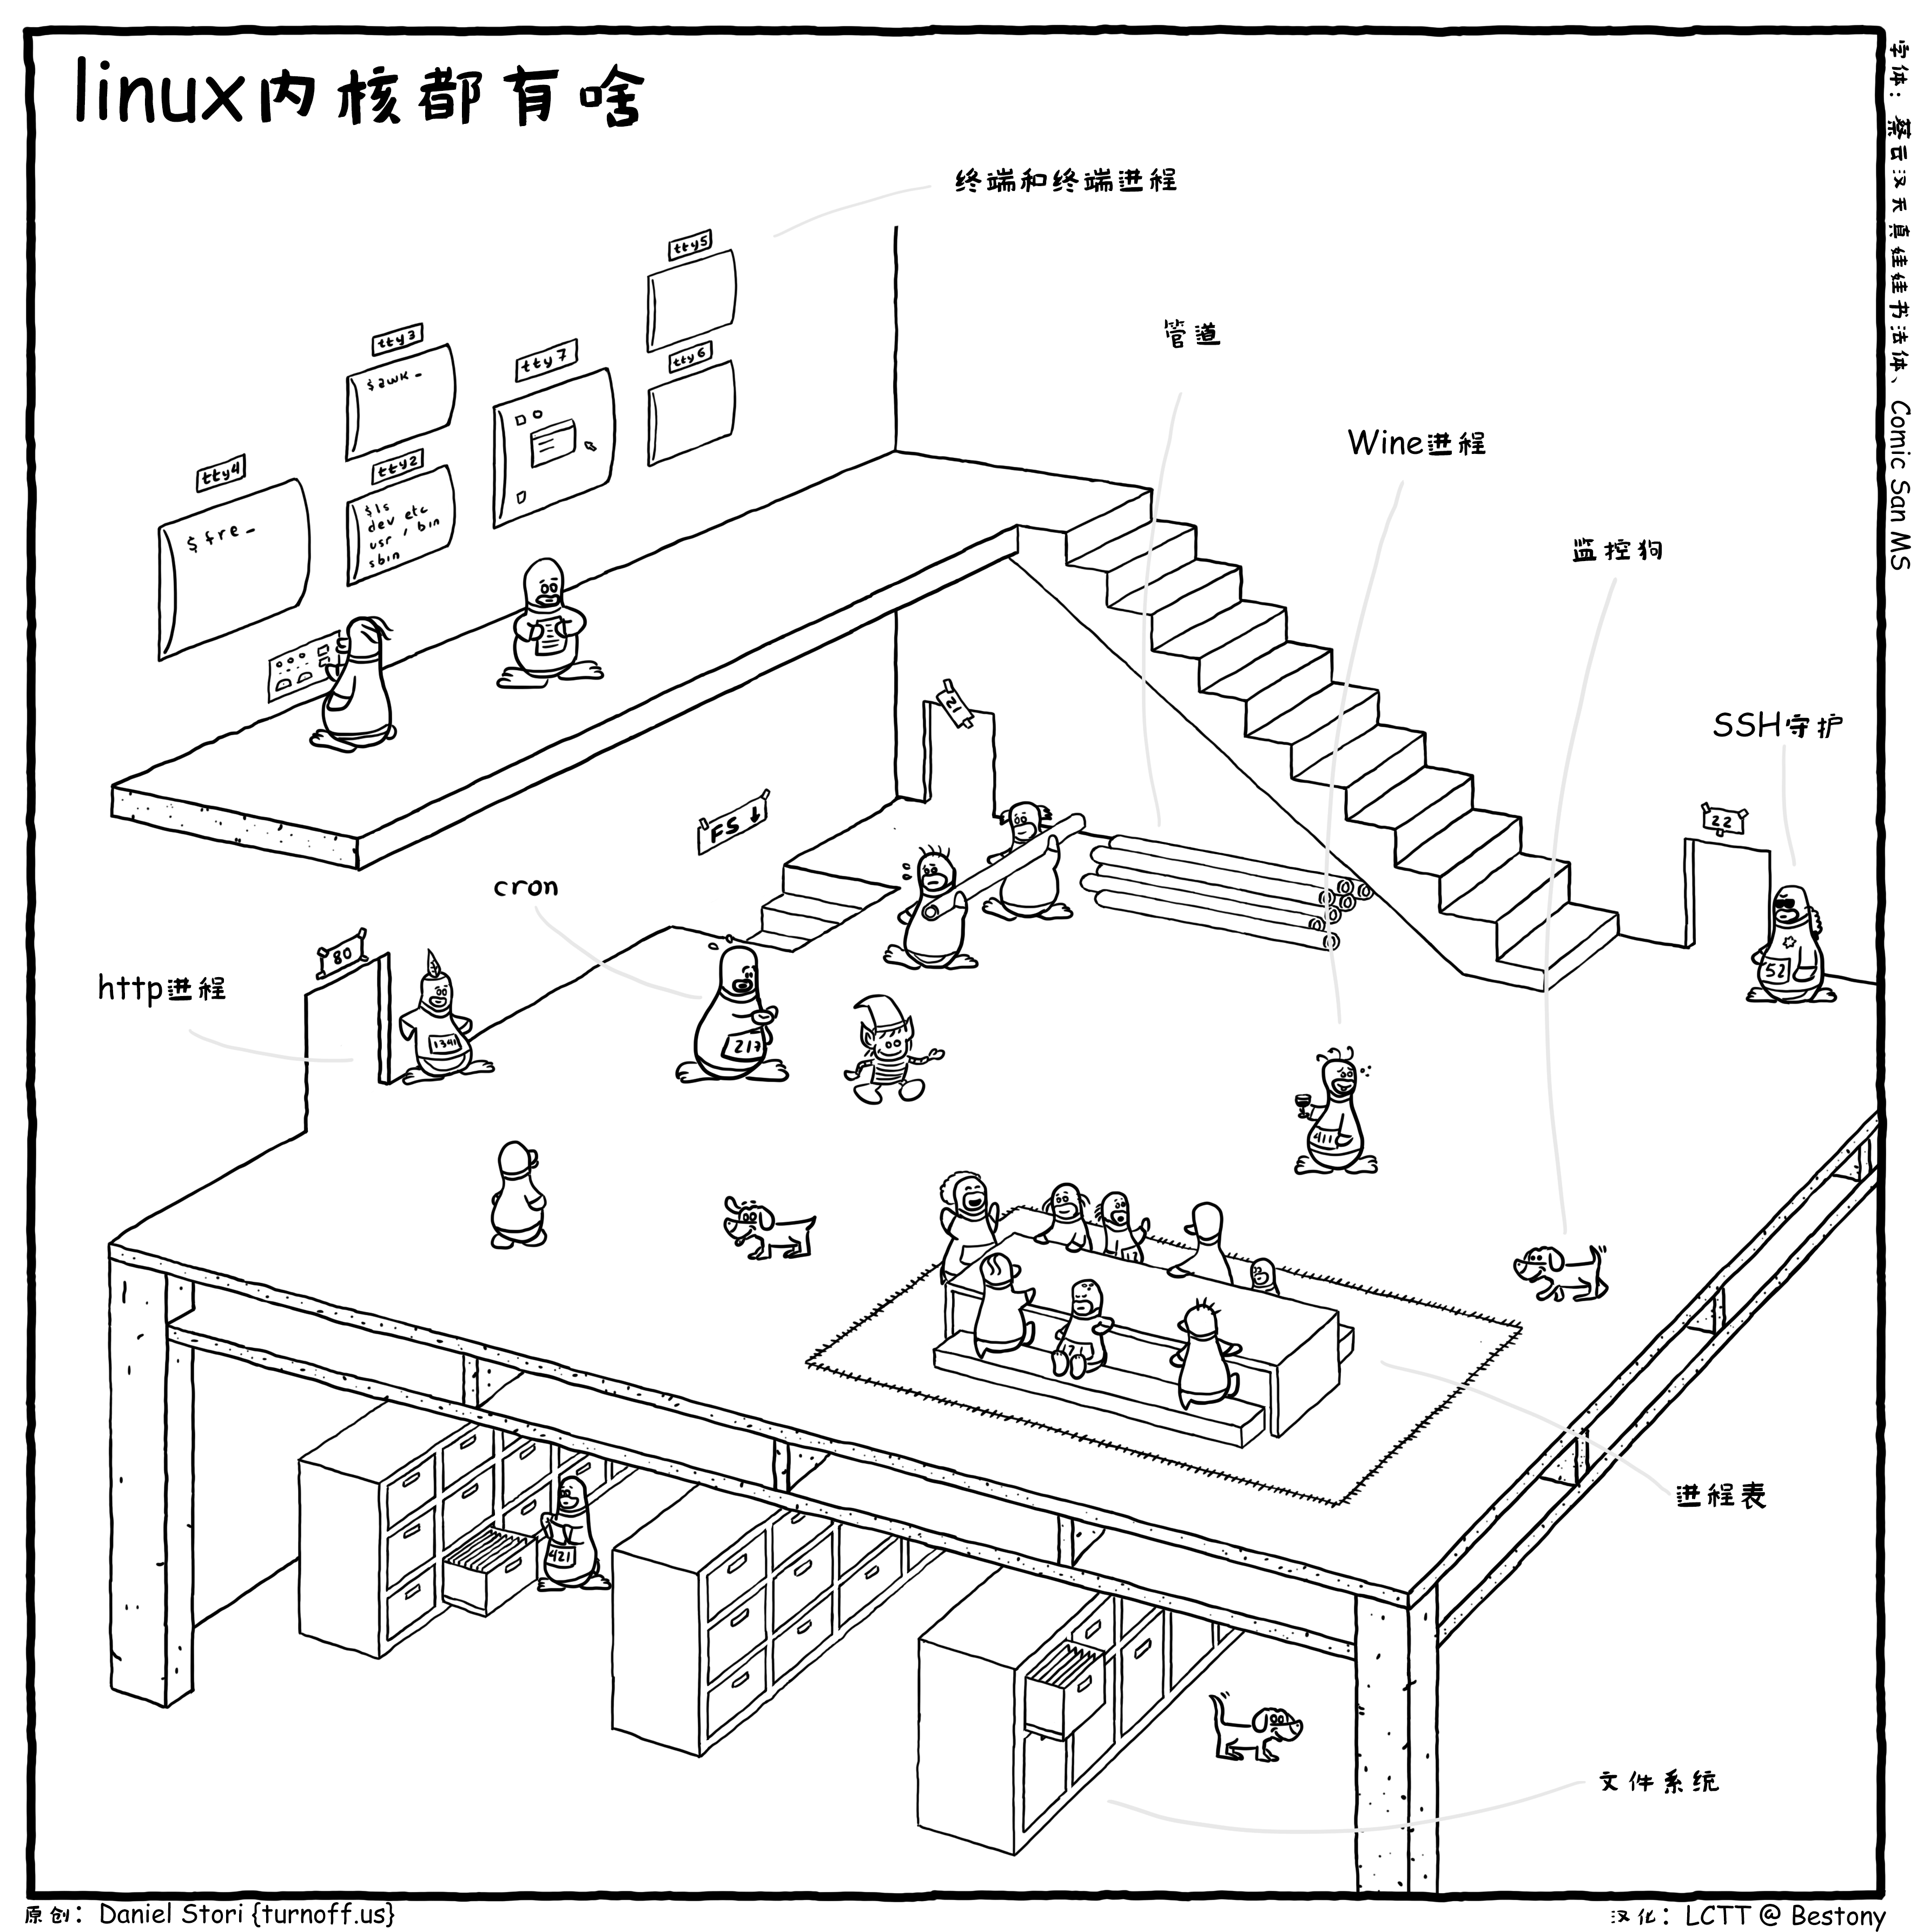 linux内核都有啥
终端和终端进程
tty5
管道
tty3
tty7
tty6
$awk_
Wine进程
tty4
tty2
$ls
dev etc
usr / bin
sbin
$fre_
监控狗
21
SSH守护
FS ↓
22
cron
80
http进程
52
1341
217
411
17
171
进程表
421
文件系统
字体：蔡云汉天真娃娃书法体、Comic San MS
原创：Daniel Stori {turnoff.us}
汉化：LCTT @ Bestony